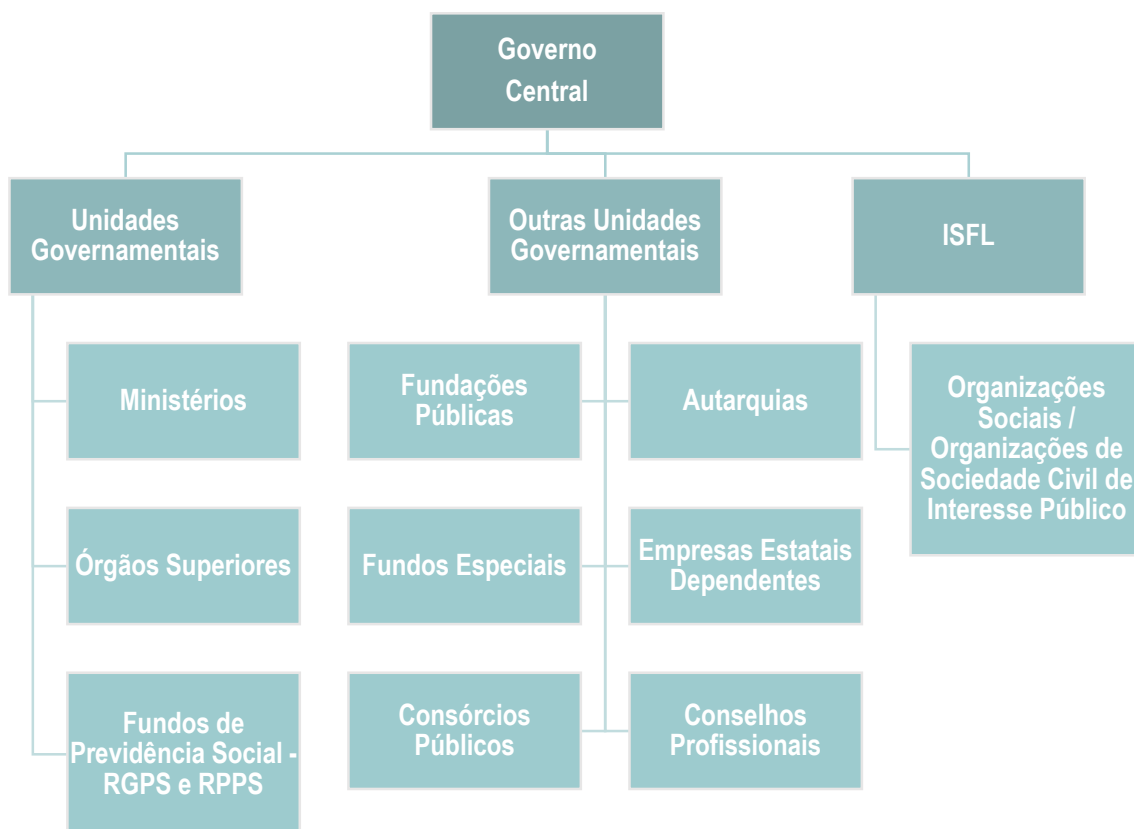 Governo
Central
Unidades
Governamentais
Outras Unidades
Governamentais
ISFL
Ministérios
Fundações
Públicas
Autarquias
Organizações
Sociais /
Organizações de
Sociedade Civil de
Interesse Público
Órgãos Superiores
Fundos Especiais
Empresas Estatais
Dependentes
Fundos de
Previdência Social -
RGPS e RPPS
Consórcios
Públicos
Conselhos
Profissionais